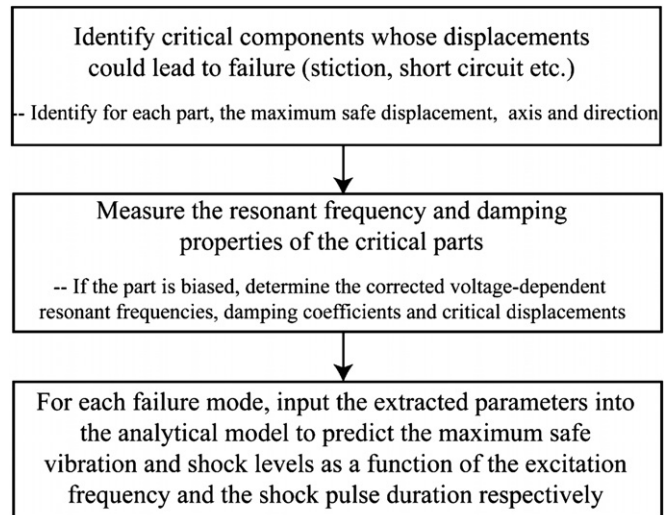 Identify critical components whose displacements
could lead to failure (stiction, short circuit etc.)
-- Identify for each part, the maximum safe displacement, axis and direction
Measure the resonant frequency and damping
properties of the critical parts
-- If the part is biased, determine the corrected voltage-dependent
resonant frequencies, damping coefficients and critical displacements
For each failure mode, input the extracted parameters into
the analytical model to predict the maximum safe
vibration and shock levels as a function of the excitation
frequency and the shock pulse duration respectively